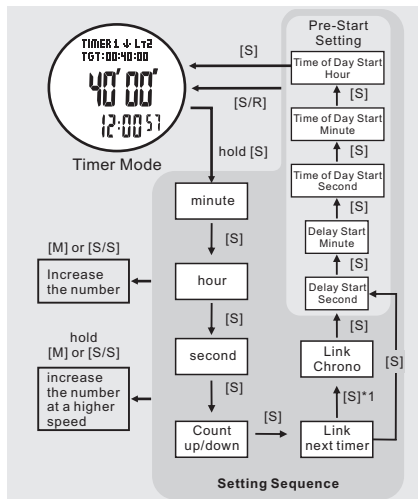 Pre-Start
Setting
TIMER 1 ↓ LT2
TGT:00:40:00
40'00'
12:00 57
Timer Mode
[S]
[S/R]
hold [S]
Time of Day Start
Hour
[S]
Time of Day Start
Minute
[S]
Time of Day Start
Second
[S]
Delay Start
Minute
[S]
Delay Start
Second
[S]
minute
[S]
[M] or [S/S]
Increase
the number
hour
[S]
hold
[M] or [S/S]
increase
the number
at a higher
speed
second
[S]
Link
Chrono
[S]
[S]*1
Count
up/down
[S]
Link
next timer
Setting Sequence